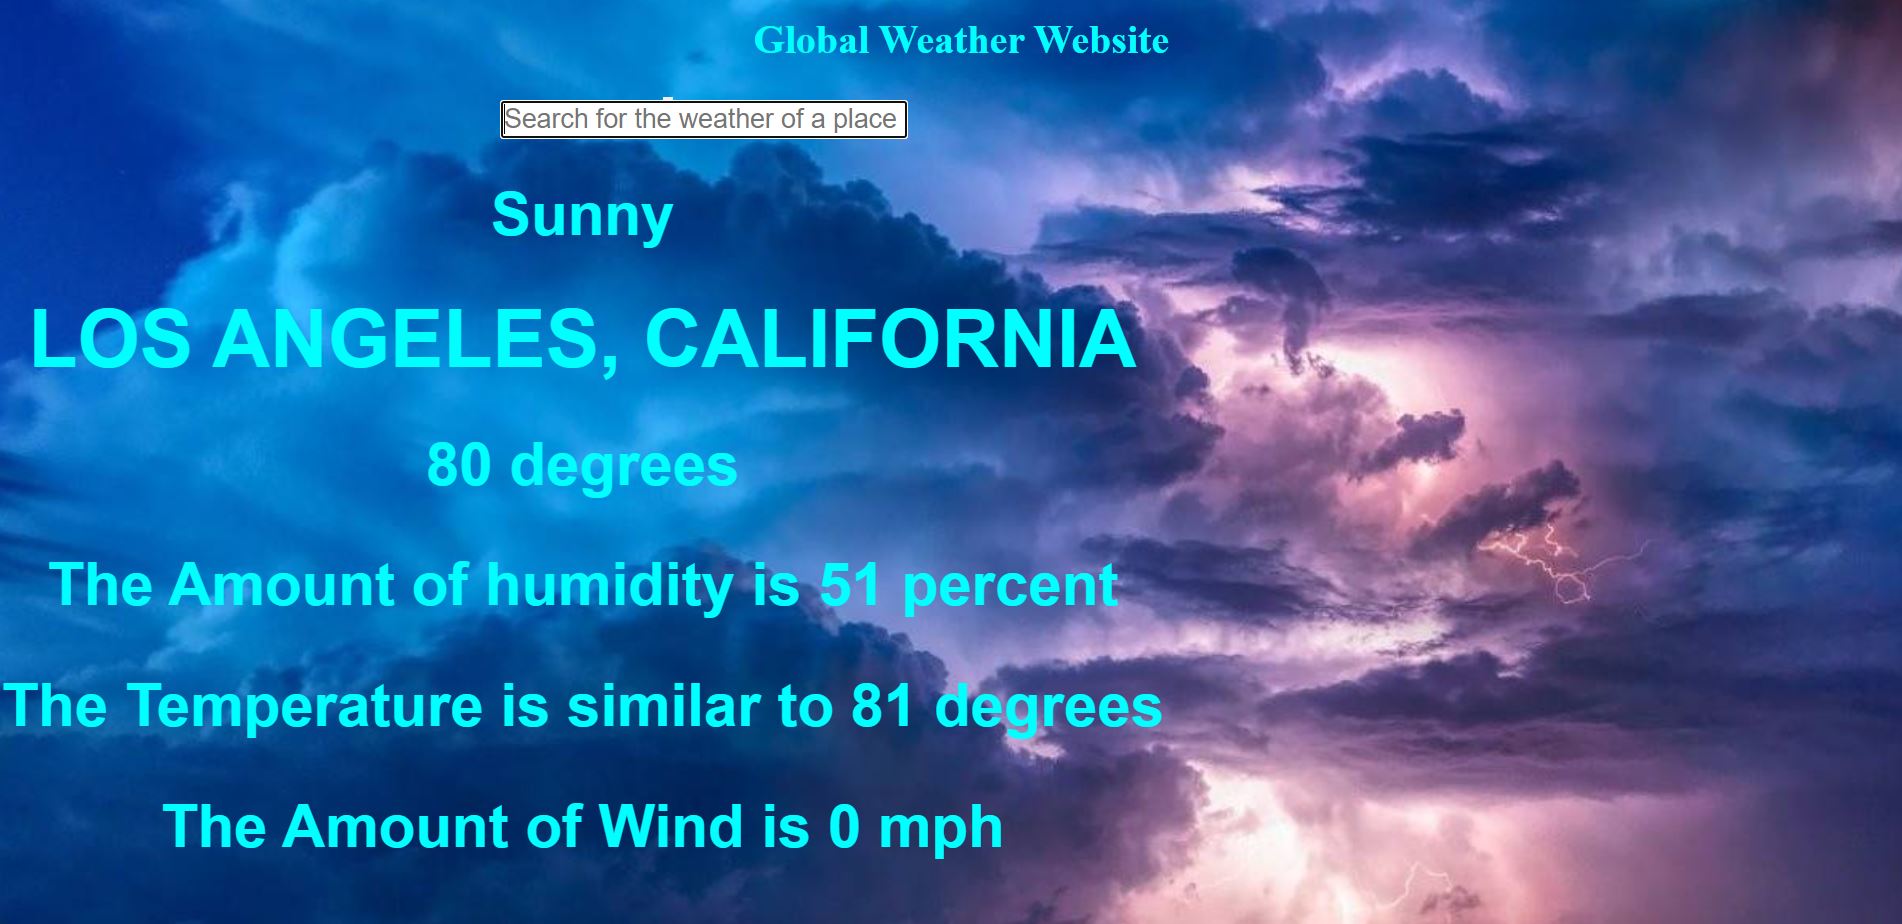 Global Weather Website
Search for the weather of a place
Sunny
LOS ANGELES, CALIFORNIA
80 degrees
The Amount of humidity is 51 percent
The Temperature is similar to 81 degrees
The Amount of Wind is 0 mph